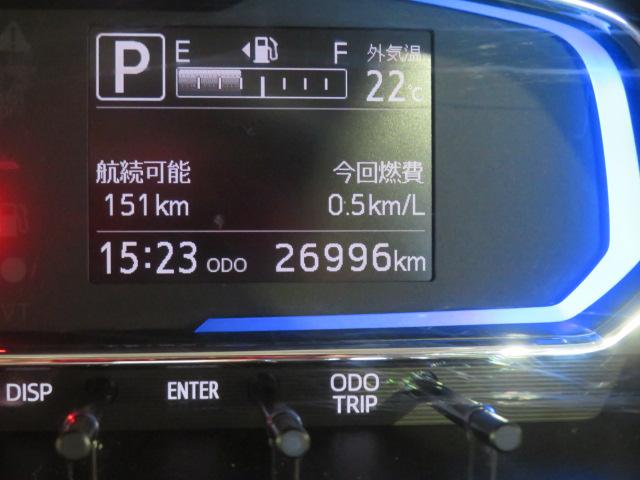 P
E F 外気温
22℃
航続可能 今回燃費
151km 0.5km/L
15:23 ODO 26996km
DISP ENTER ODO
TRIP